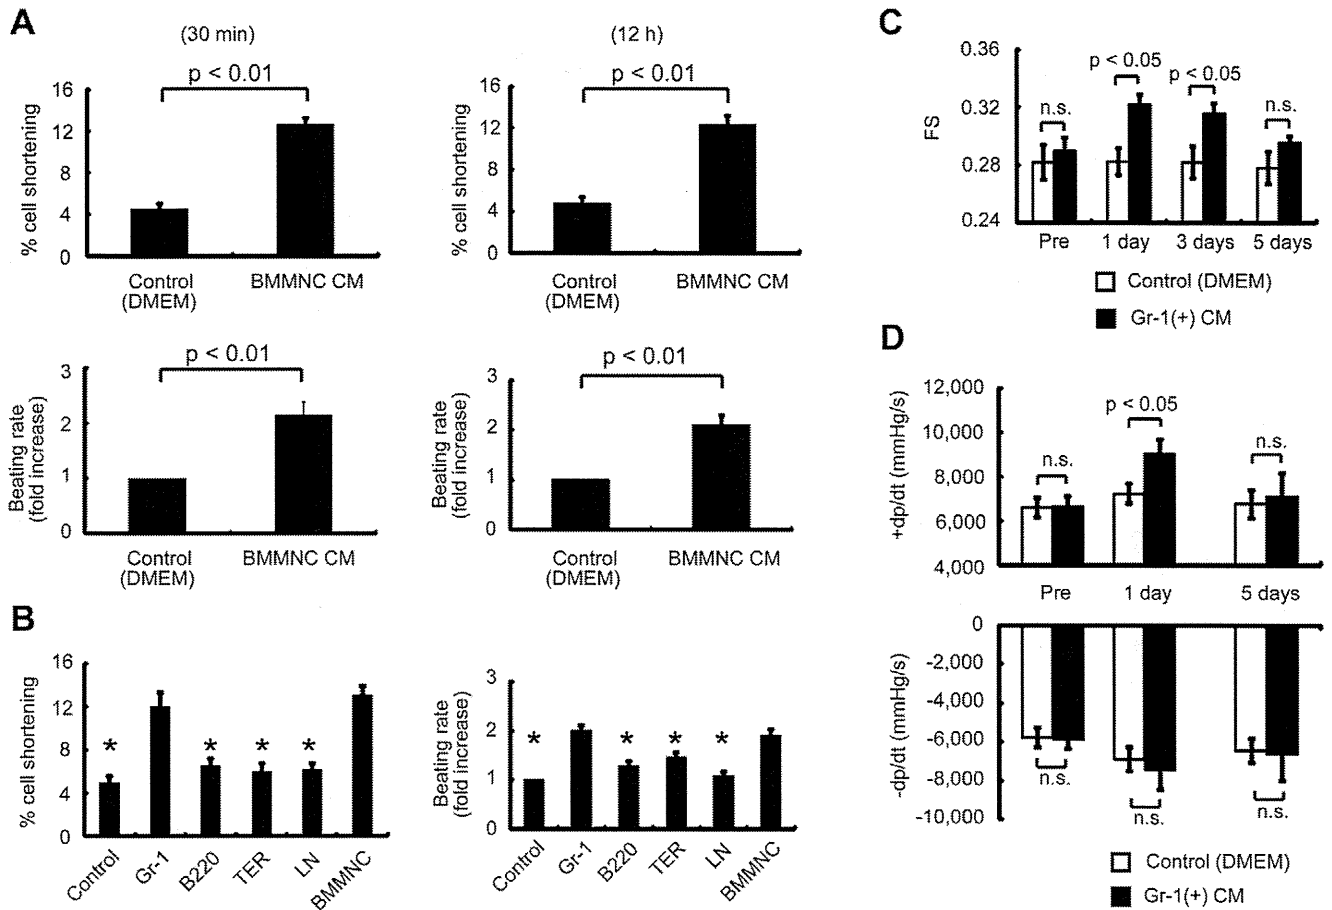 A
(30 min)
p < 0.01
16
12
8
4
0
% cell shortening
Control
(DMEM)
BMMNC CM
(12 h)
p < 0.01
16
12
8
4
0
% cell shortening
Control
(DMEM)
BMMNC CM
p < 0.01
3
2
1
0
Beating rate
(fold increase)
Control
(DMEM)
BMMNC CM
p < 0.01
3
2
1
0
Beating rate
(fold increase)
Control
(DMEM)
BMMNC CM
B
16
12
8
4
0
% cell shortening
* * * *
Control
Gr-1
B220
TER
LN
BMMNC
3
2
1
0
Beating rate
(fold increase)
* * * *
Control
Gr-1
B220
TER
LN
BMMNC
C
0.36
0.32
0.28
0.24
FS
n.s.
p < 0.05
p < 0.05
n.s.
Pre
1 day
3 days
5 days
Control (DMEM)
Gr-1(+) CM
D
12,000
10,000
8,000
6,000
4,000
+dp/dt (mmHg/s)
n.s.
p < 0.05
n.s.
Pre
1 day
5 days
0
-2,000
-4,000
-6,000
-8,000
-10,000
-dp/dt (mmHg/s)
n.s.
n.s.
n.s.
Control (DMEM)
Gr-1(+) CM